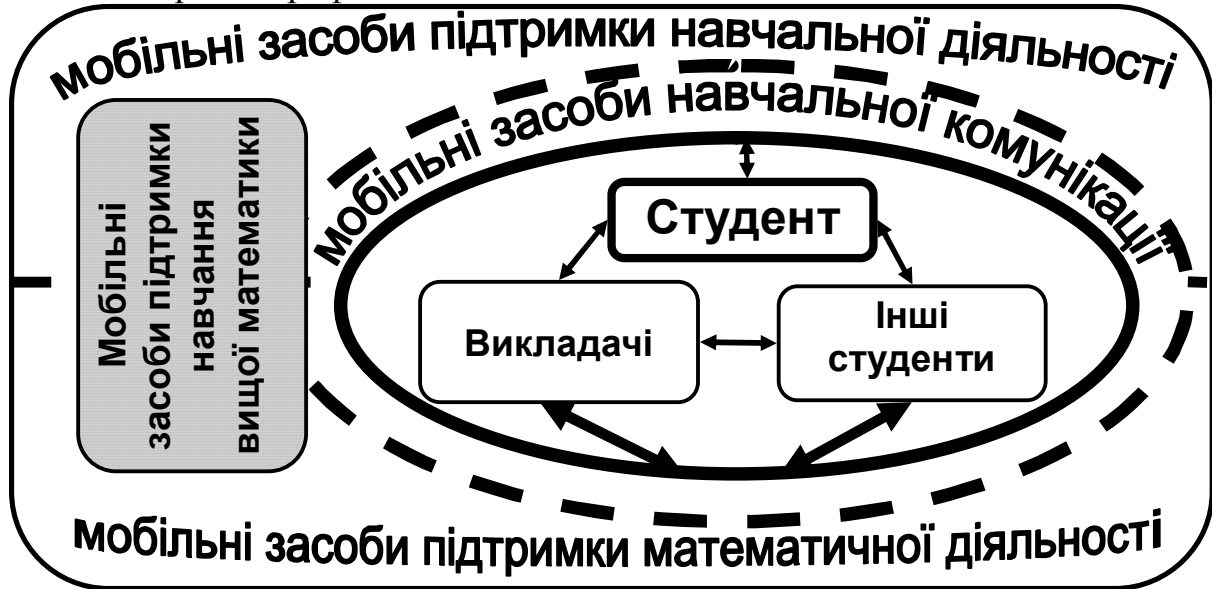 мобільні засоби підтримки навчальної діяльності
мобільні засоби навчальної комунікації
Мобільні
засоби підтримки
навчання
вищої математики
Студент
Викладачі
Інші
студенти
мобільні засоби підтримки математичної діяльності